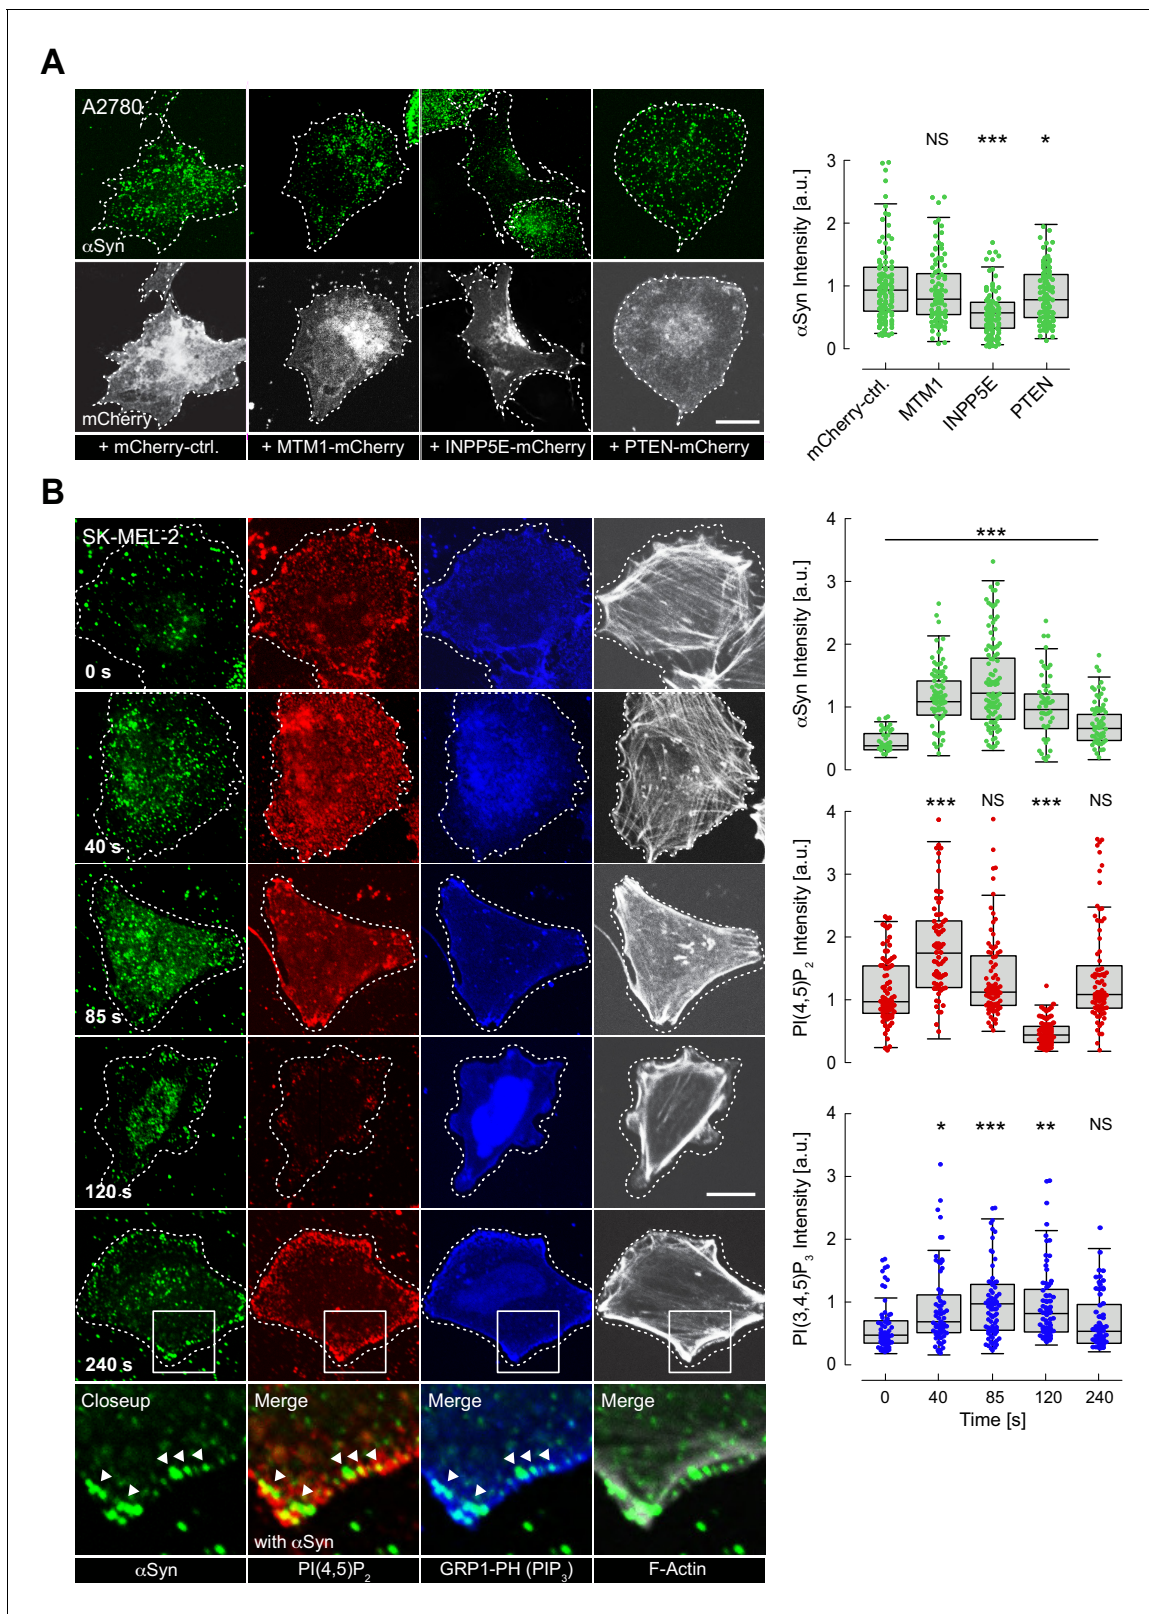 A
A2780
αSyn
mCherry
+ mCherry-ctrl.
+ MTM1-mCherry
+ INPP5E-mCherry
+ PTEN-mCherry
NS
***
*
αSyn Intensity [a.u.]
3
2
1
0
mCherry-ctrl.
MTM1
INPP5E
PTEN
B
SK-MEL-2
0 s
40 s
85 s
120 s
240 s
Closeup
Merge
Merge
Merge
with αSyn
αSyn
PI(4,5)P2
GRP1-PH (PIP3)
F-Actin
***
αSyn Intensity [a.u.]
4
3
2
1
0
***
NS
***
NS
PI(4,5)P2 Intensity [a.u.]
4
3
2
1
0
*
***
**
NS
PI(3,4,5)P3 Intensity [a.u.]
4
3
2
1
0
0
40
85
120
240
Time [s]